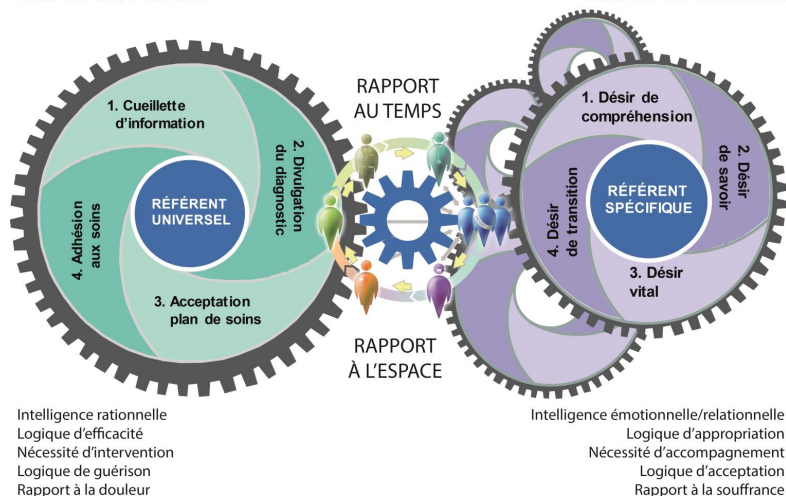 RAPPORT
AU TEMPS
1. Cueillette
d'information
2. Divulgation
du diagnostic
3. Acceptation
plan de soins
4. Adhésion
aux soins
RÉFÉRENT
UNIVERSEL
1. Désir de
compréhension
2. Désir
de savoir
3. Désir
vital
4. Désir
de transition
RÉFÉRENT
SPÉCIFIQUE
RAPPORT
À L'ESPACE
Intelligence rationnelle
Logique d'efficacité
Nécessité d'intervention
Logique de guérison
Rapport à la douleur
Intelligence émotionnelle/relationnelle
Logique d'appropriation
Nécessité d'accompagnement
Logique d'acceptation
Rapport à la souffrance